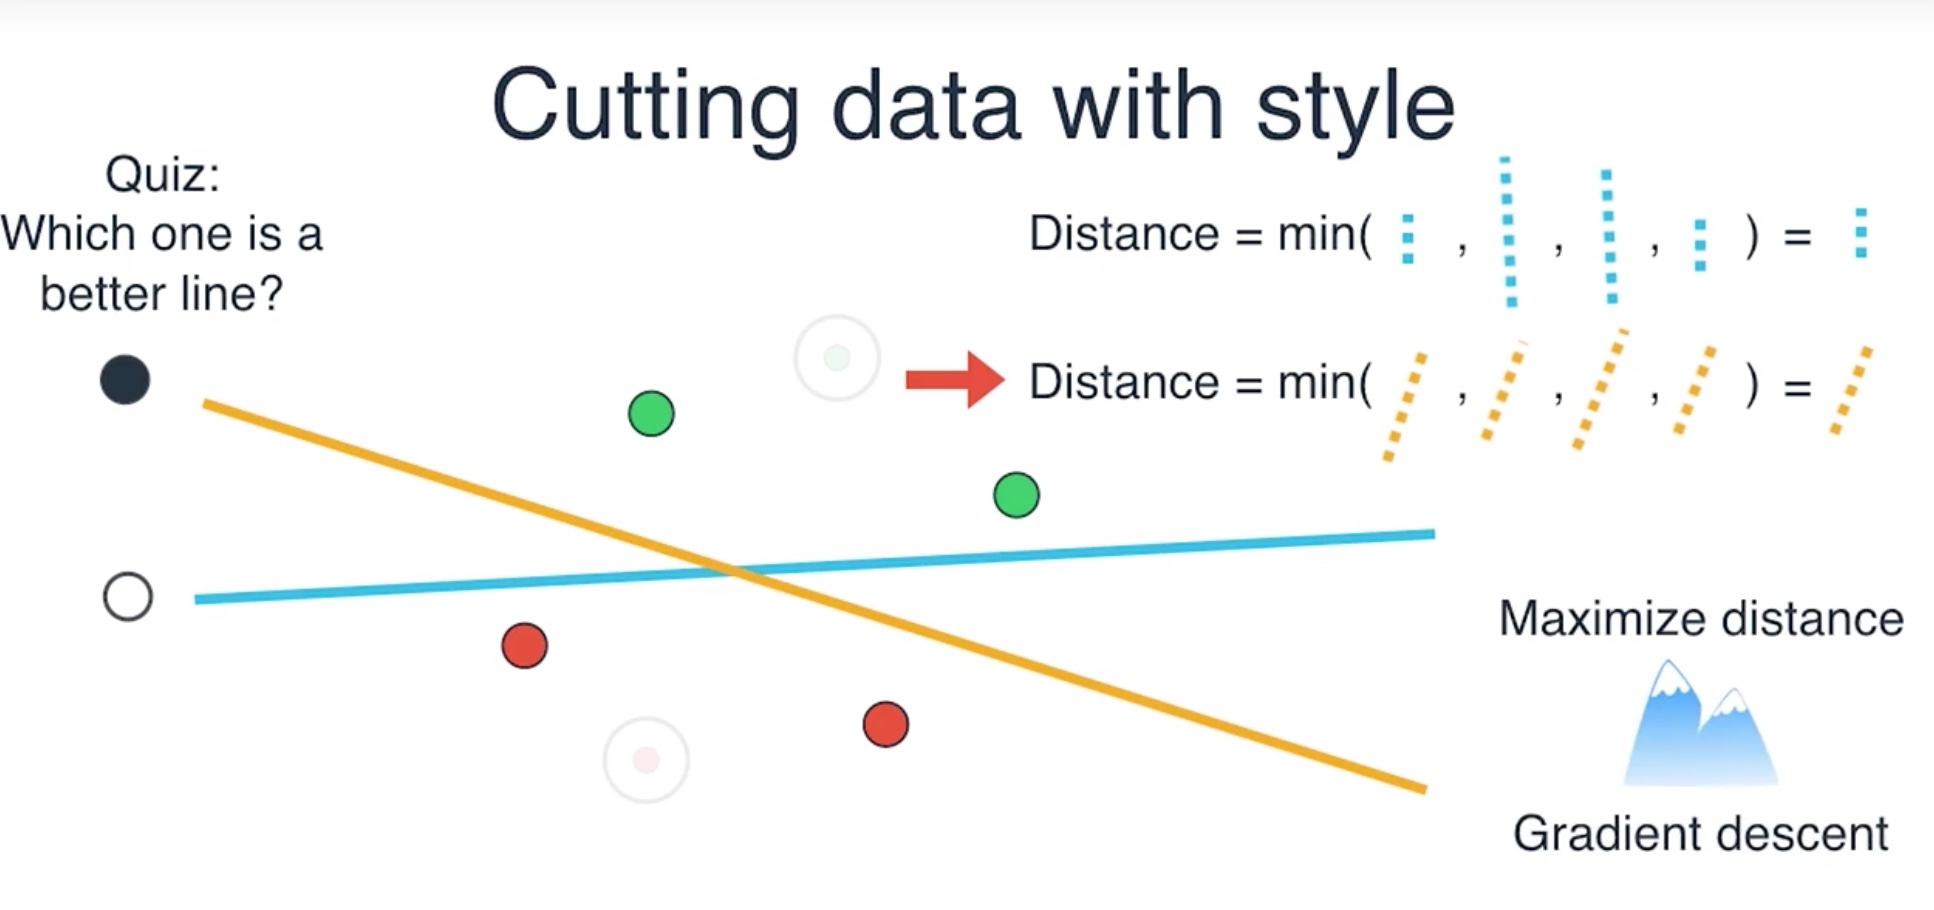 Cutting data with style
Quiz:
Which one is a
better line?
Distance = min( , , , ) =
Distance = min( , , , ) =
Maximize distance
Gradient descent